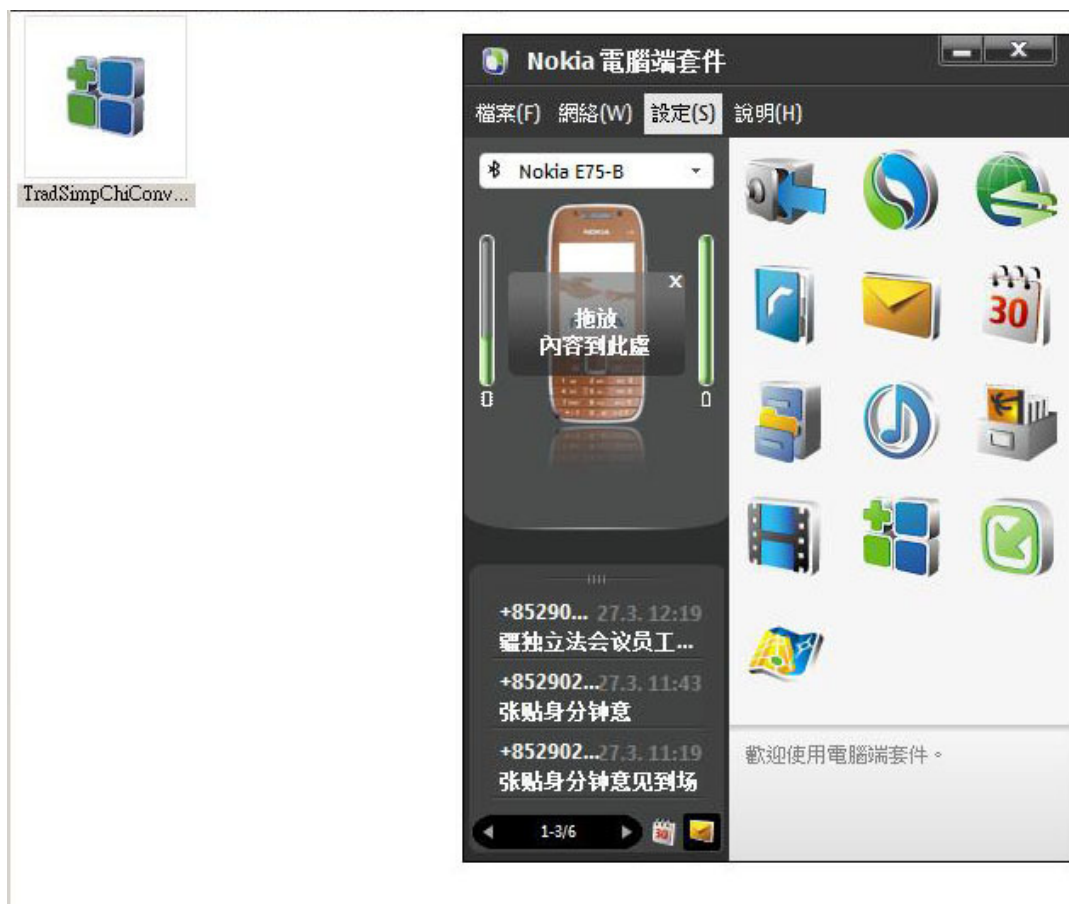 TradSimpChiConv...
Nokia 電腦端套件
檔案(F) 網絡(W) 設定(S) 說明(H)
Nokia E75-B
NOKIA
拖放
內容到此處
30
+85290... 27.3. 12:19
疆独立法会议员工...
+852902...27.3. 11:43
张贴身分钟意
+852902...27.3. 11:19
张贴身分钟意见到场
1-3/6
歡迎使用電腦端套件。